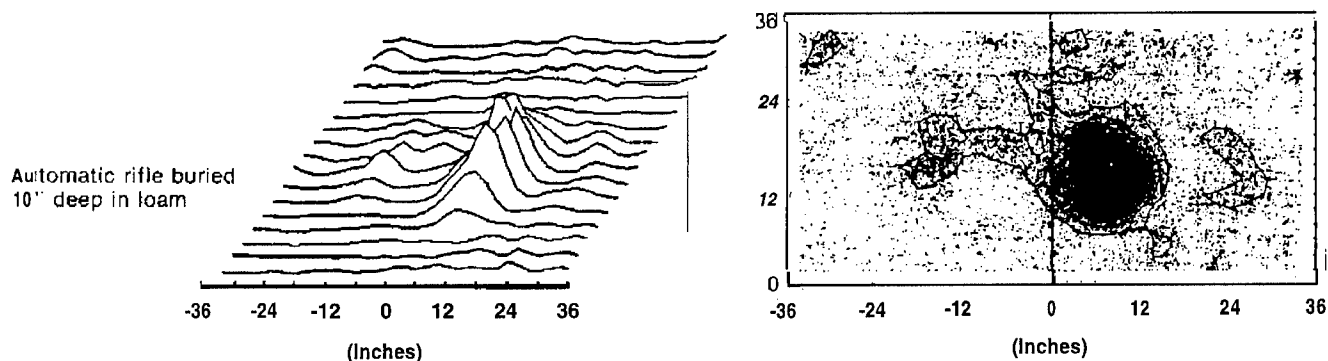 Automatic rifle buried
10" deep in loam
-36 -24 -12 0 12 24 36
(Inches)
36
24
12
0
-36 -24 -12 0 12 24 36
(Inches)